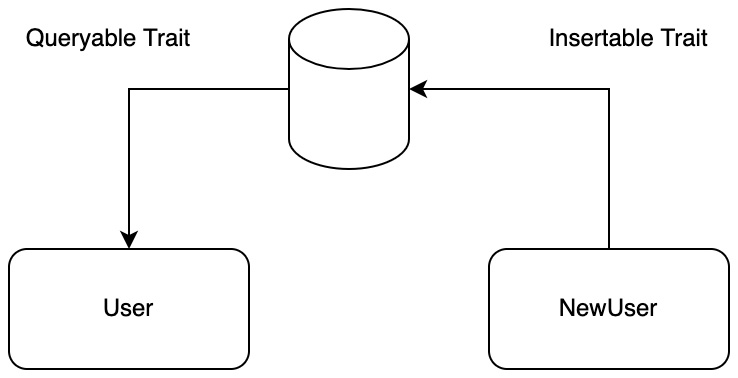 Queryable Trait
Insertable Trait
User
NewUser